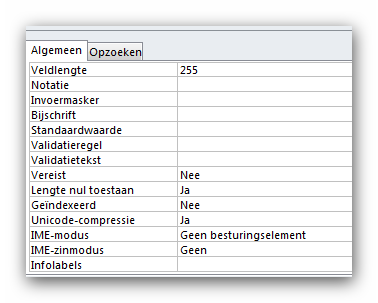 Algemeen Opzoeken
Veldlengte 255
Notatie
Invoermasker
Bijschrift
Standaardwaarde
Validatieregel
Validatietekst
Vereist Nee
Lengte nul toestaan Ja
Geïndexeerd Nee
Unicode-compressie Ja
IME-modus Geen besturingselement
IME-zinmodus Geen
Infolabels